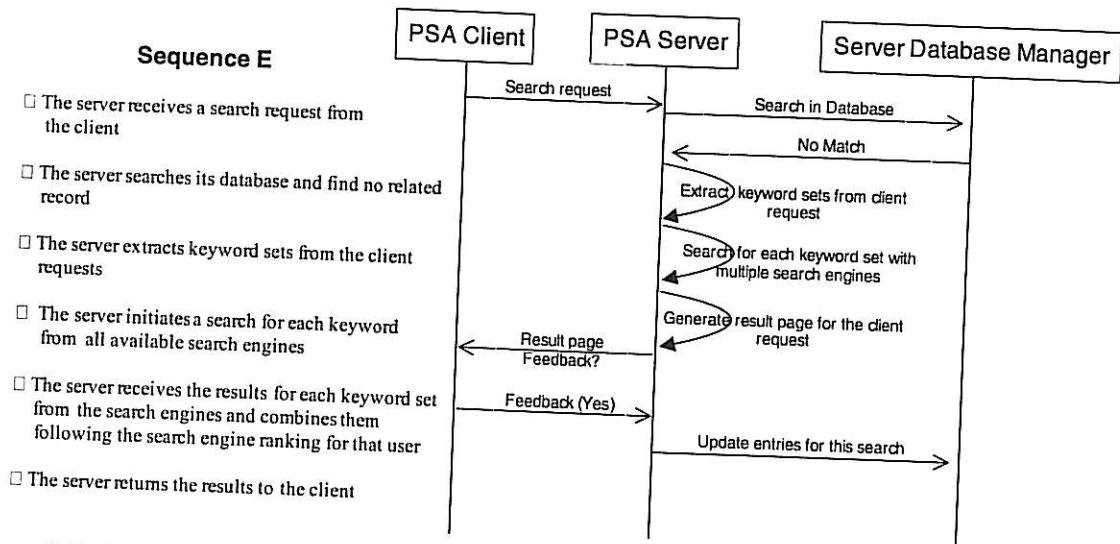 Sequence E
☐ The server receives a search request from
the client
☐ The server searches its database and find no related
record
☐ The server extracts keyword sets from the client
requests
☐ The server initiates a search for each keyword
from all available search engines
☐ The server receives the results for each keyword set
from the search engines and combines them
following the search engine ranking for that user
☐ The server returns the results to the client
PSA Client
PSA Server
Server Database Manager
Search request
Search in Database
No Match
Extract keyword sets from client
request
Search for each keyword set with
multiple search engines
Generate result page for the client
request
Result page
Feedback?
Feedback (Yes)
Update entries for this search